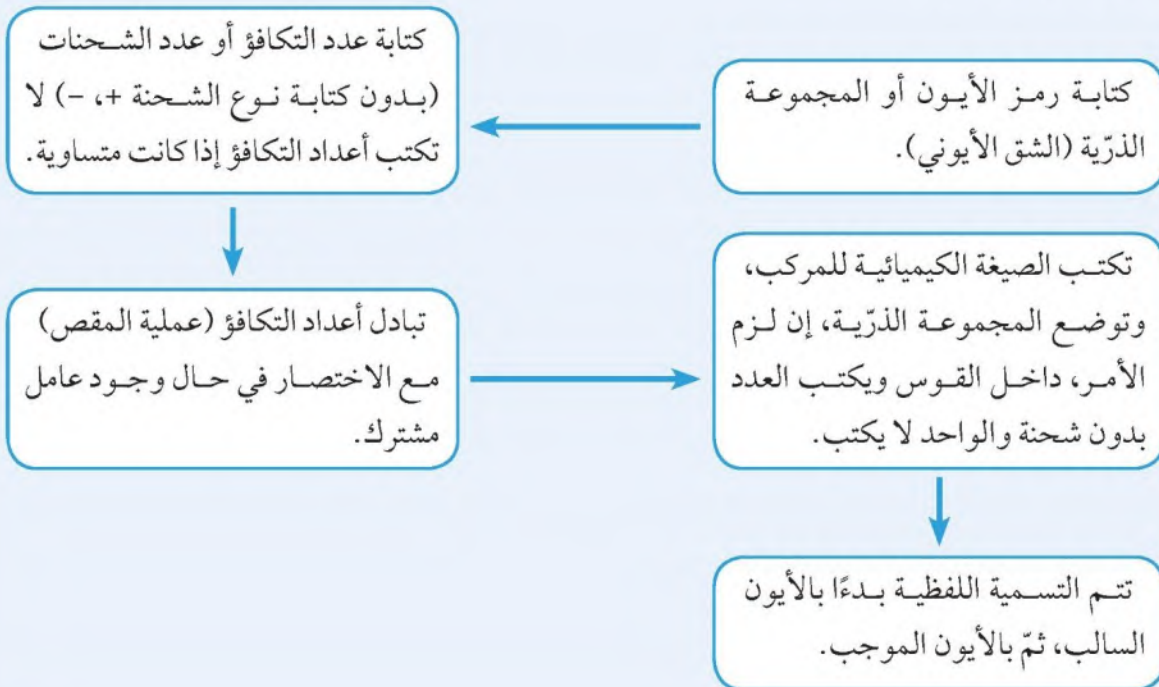 كتابة رمز الأيون أو المجموعة
الذرّية (الشق الأيوني).
كتابة عدد التكافؤ أو عدد الشحنات
(بدون كتابة نوع الشحنة +، -) لا
تكتب أعداد التكافؤ إذا كانت متساوية.
تبادل أعداد التكافؤ (عملية المقص)
مع الاختصار في حال وجود عامل
مشترك.
تكتب الصيغة الكيميائية للمركب،
وتوضع المجموعة الذرّية، إن لزم
الأمر، داخل القوس ويكتب العدد
بدون شحنة والواحد لا يكتب.
تتم التسمية اللفظية بدءًا بالأيون
السالب، ثمّ بالأيون الموجب.